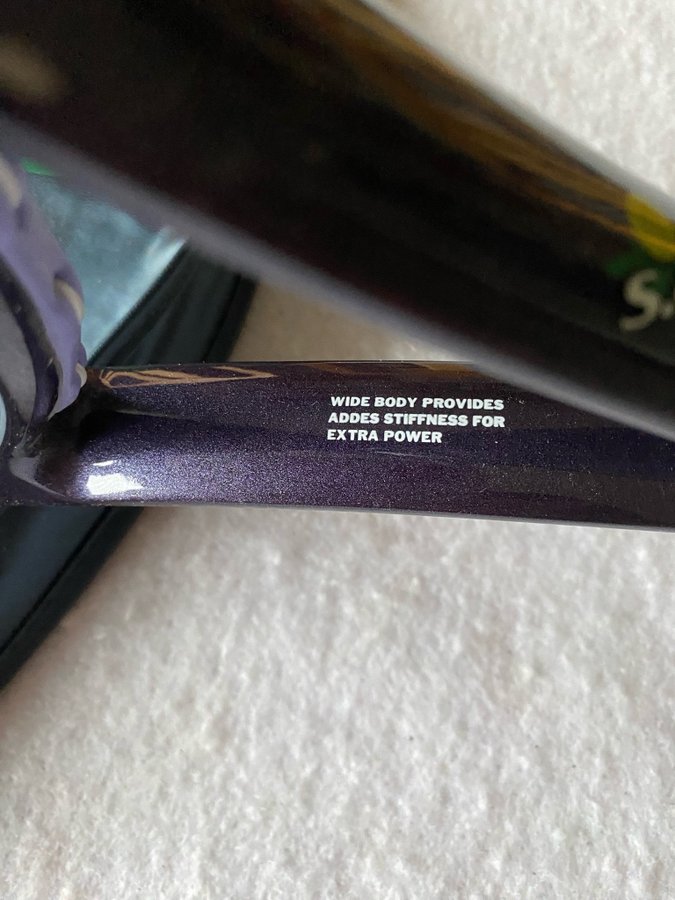 WIDE BODY PROVIDES
ADDES STIFFNESS FOR
EXTRA POWER
S.